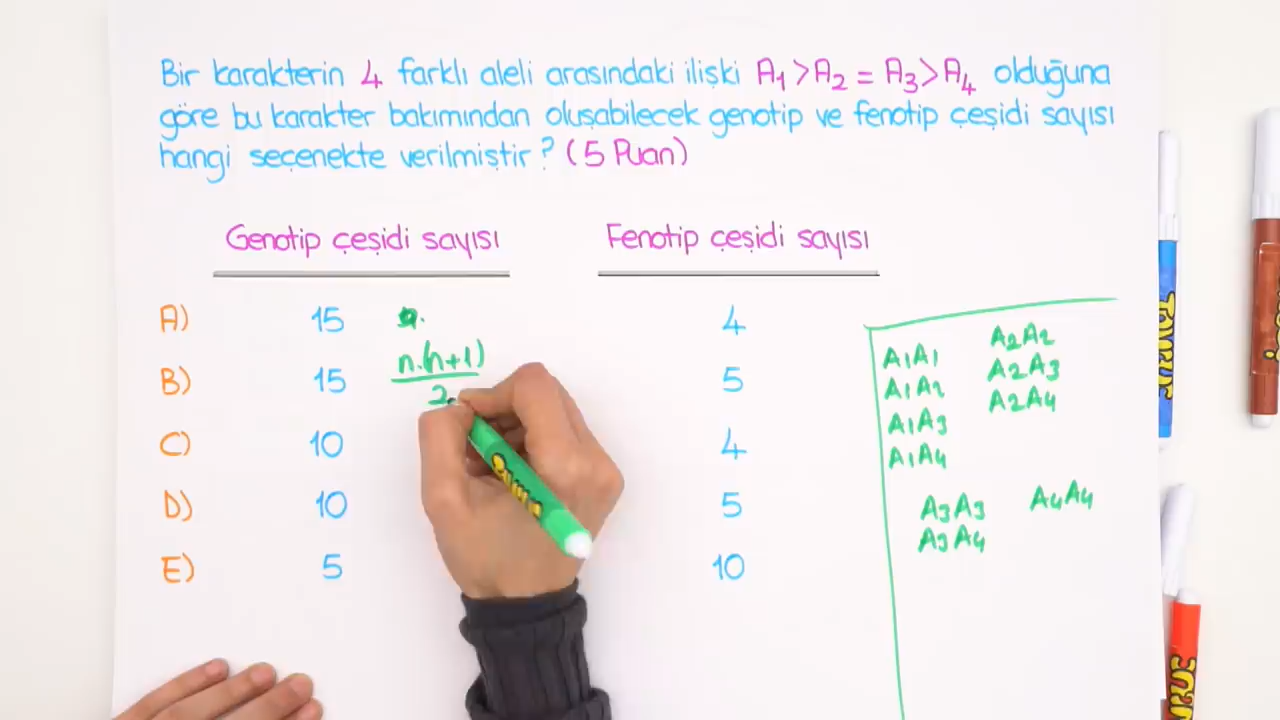 Bir karakterin 4 farklı aleli arasındaki ilişki A₁>A₂ = A₃>A₄ olduğuna
göre bu karakter bakımından oluşabilecek genotip ve fenotip çeşidi sayısı
hangi seçenekte verilmiştir? (5 Puan)
Genotip çeşidi sayısı Fenotip çeşidi sayısı
A) 15 4
B) 15 5
C) 10 4
D) 10 5
E) 5 10
n.(n+1)
2
A₁A₁
A₁A₂
A₁A₃
A₁A₄
A₂A₂
A₂A₃
A₂A₄
A₃A₃
A₃A₄
A₄A₄